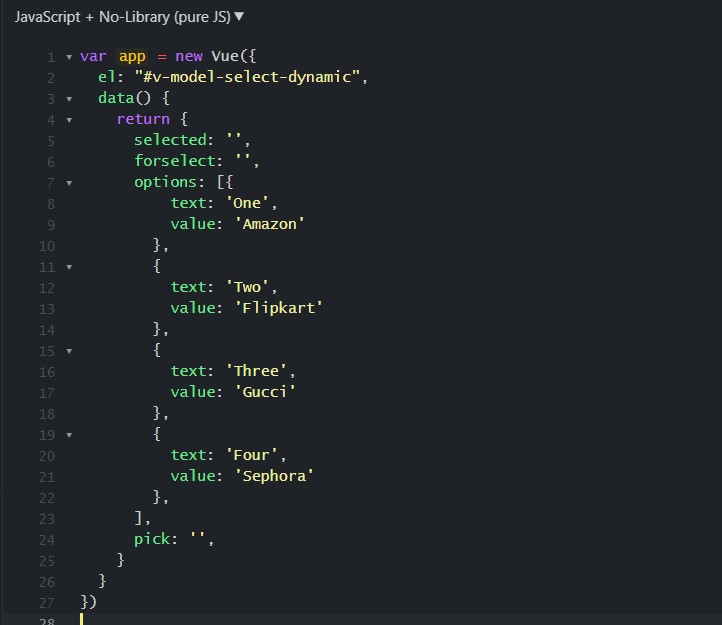 JavaScript + No-Library (pure JS) ▼
1 ▾ var app = new Vue({
2   el: "#v-model-select-dynamic",
3 ▾   data() {
4 ▾     return {
5       selected: '',
6       forselect: '',
7 ▾       options: [{
8           text: 'One',
9           value: 'Amazon'
10         },
11 ▾         {
12           text: 'Two',
13           value: 'Flipkart'
14         },
15 ▾         {
16           text: 'Three',
17           value: 'Gucci'
18         },
19 ▾         {
20           text: 'Four',
21           value: 'Sephora'
22         },
23       ],
24       pick: '',
25     }
26   }
27 })
28